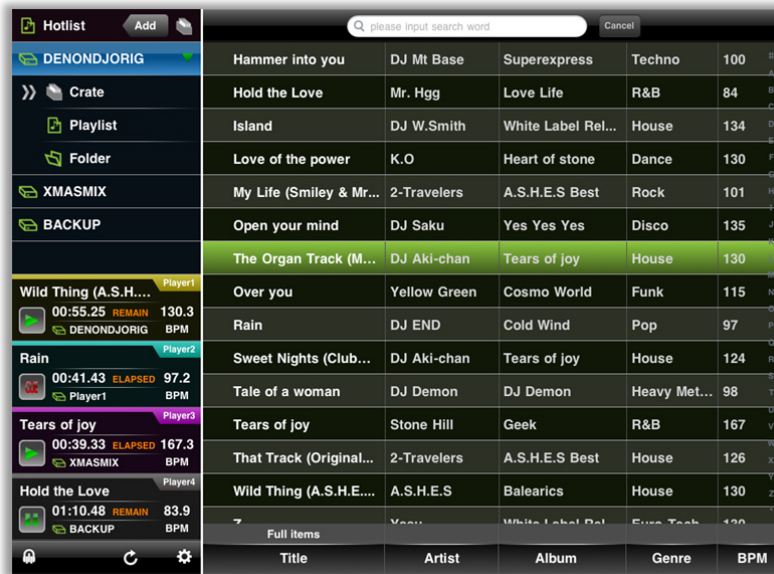 Hotlist Add
please input search word Cancel
DENONDJORIG
Crate
Playlist
Folder
XMASMIX
BACKUP
Player1
Wild Thing (A.S.H....
00:55.25 REMAIN 130.3
DENONDJORIG BPM
Player2
Rain
00:41.43 ELAPSED 97.2
Player1 BPM
Player3
Tears of joy
00:39.33 ELAPSED 167.3
XMASMIX BPM
Player4
Hold the Love
01:10.48 REMAIN 83.9
BACKUP BPM
Hammer into you DJ Mt Base Superexpress Techno 100
Hold the Love Mr. Hgg Love Life R&B 84
Island DJ W.Smith White Label Rel... House 134
Love of the power K.O Heart of stone Dance 130
My Life (Smiley & Mr... 2-Travelers A.S.H.E.S Best Rock 101
Open your mind DJ Saku Yes Yes Yes Disco 135
The Organ Track (M... DJ Aki-chan Tears of joy House 130
Over you Yellow Green Cosmo World Funk 115
Rain DJ END Cold Wind Pop 97
Sweet Nights (Club... DJ Aki-chan Tears of joy House 124
Tale of a woman DJ Demon DJ Demon Heavy Met... 98
Tears of joy Stone Hill Geek R&B 167
That Track (Original... 2-Travelers A.S.H.E.S Best House 126
Wild Thing (A.S.H.E.... A.S.H.E.S Balearics House 130
Full items
Title Artist Album Genre BPM